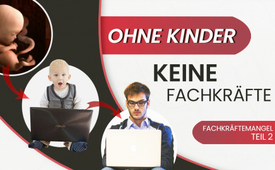 OHNE KINDER
KEINE
FACHKRÄFTE
FACHKRÄFTEMANGEL
TEIL 2